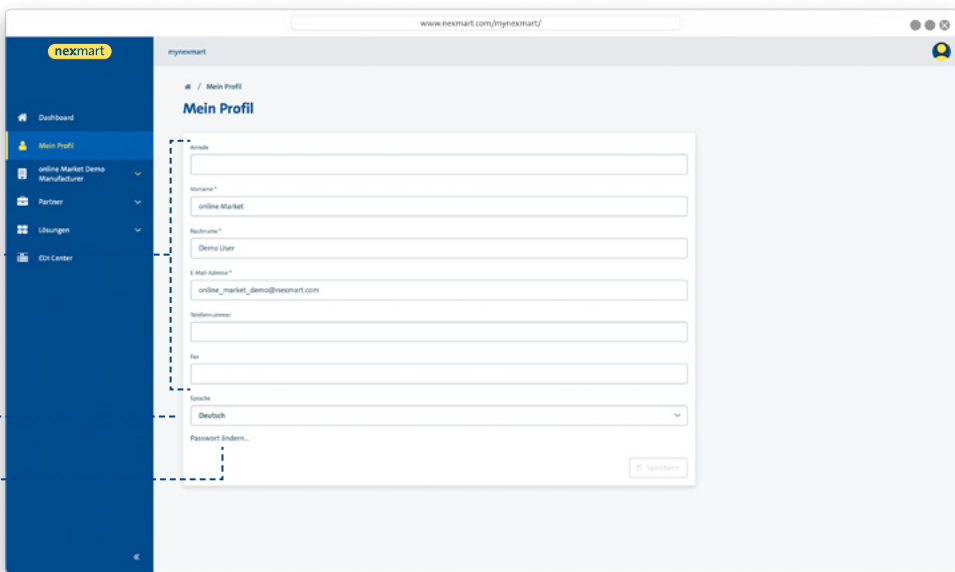 www.nexmart.com/mynexmart/
nexmart
mynexmart
/ Mein Profil
Mein Profil
Dashboard
Mein Profil
online Market Demo
Manufacturer
Partner
Lösungen
EDI Center
Anrede
Vorname *
online Market
Nachname *
Demo User
E-Mail-Adresse *
online_market_demo@nexmart.com
Telefonnummer
Fax
Sprache
Deutsch
Passwort ändern...
Speichern